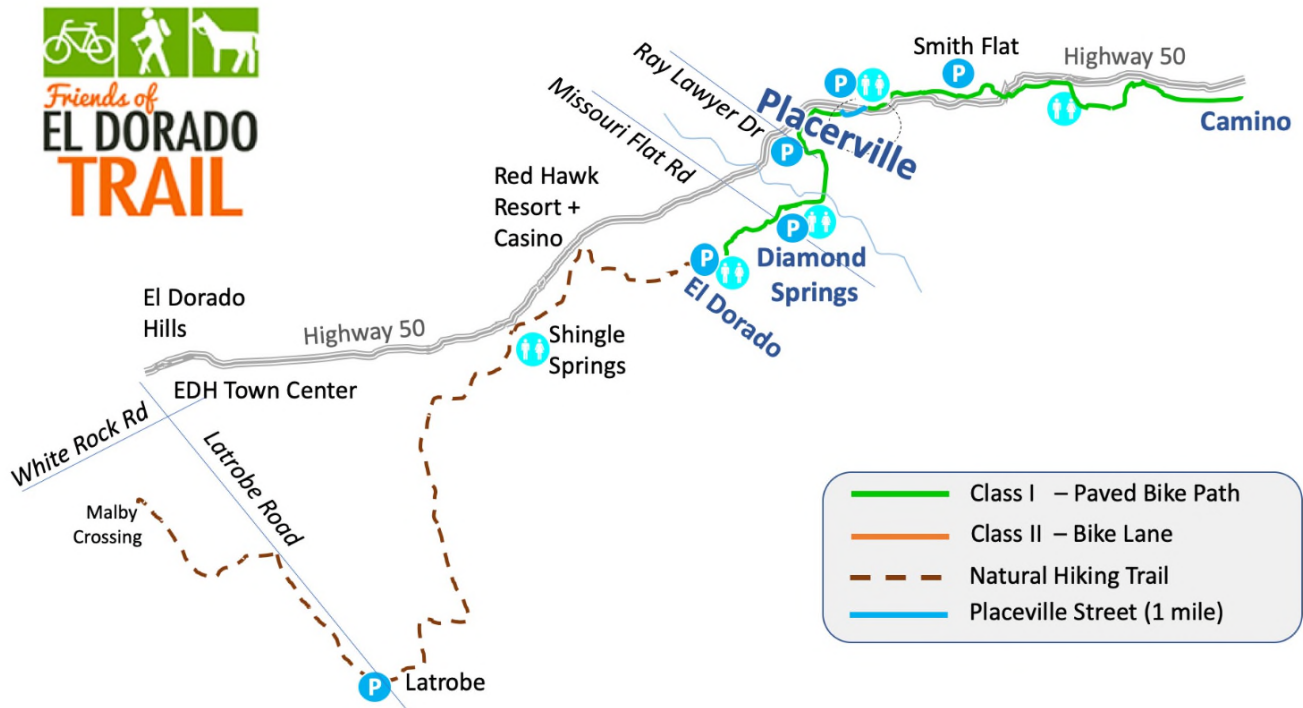 Friends of
EL DORADO
TRAIL
Ray Lawyer Dr
Missouri Flat Rd
Smith Flat
Highway 50
P
P
Placerville
Camino
P
Red Hawk
Resort +
Casino
P
Diamond
Springs
P
El Dorado
El Dorado
Hills
Highway 50
Shingle
Springs
EDH Town Center
White Rock Rd
Latrobe Road
Malby
Crossing
P
Latrobe
Class I – Paved Bike Path
Class II – Bike Lane
Natural Hiking Trail
Placeville Street (1 mile)